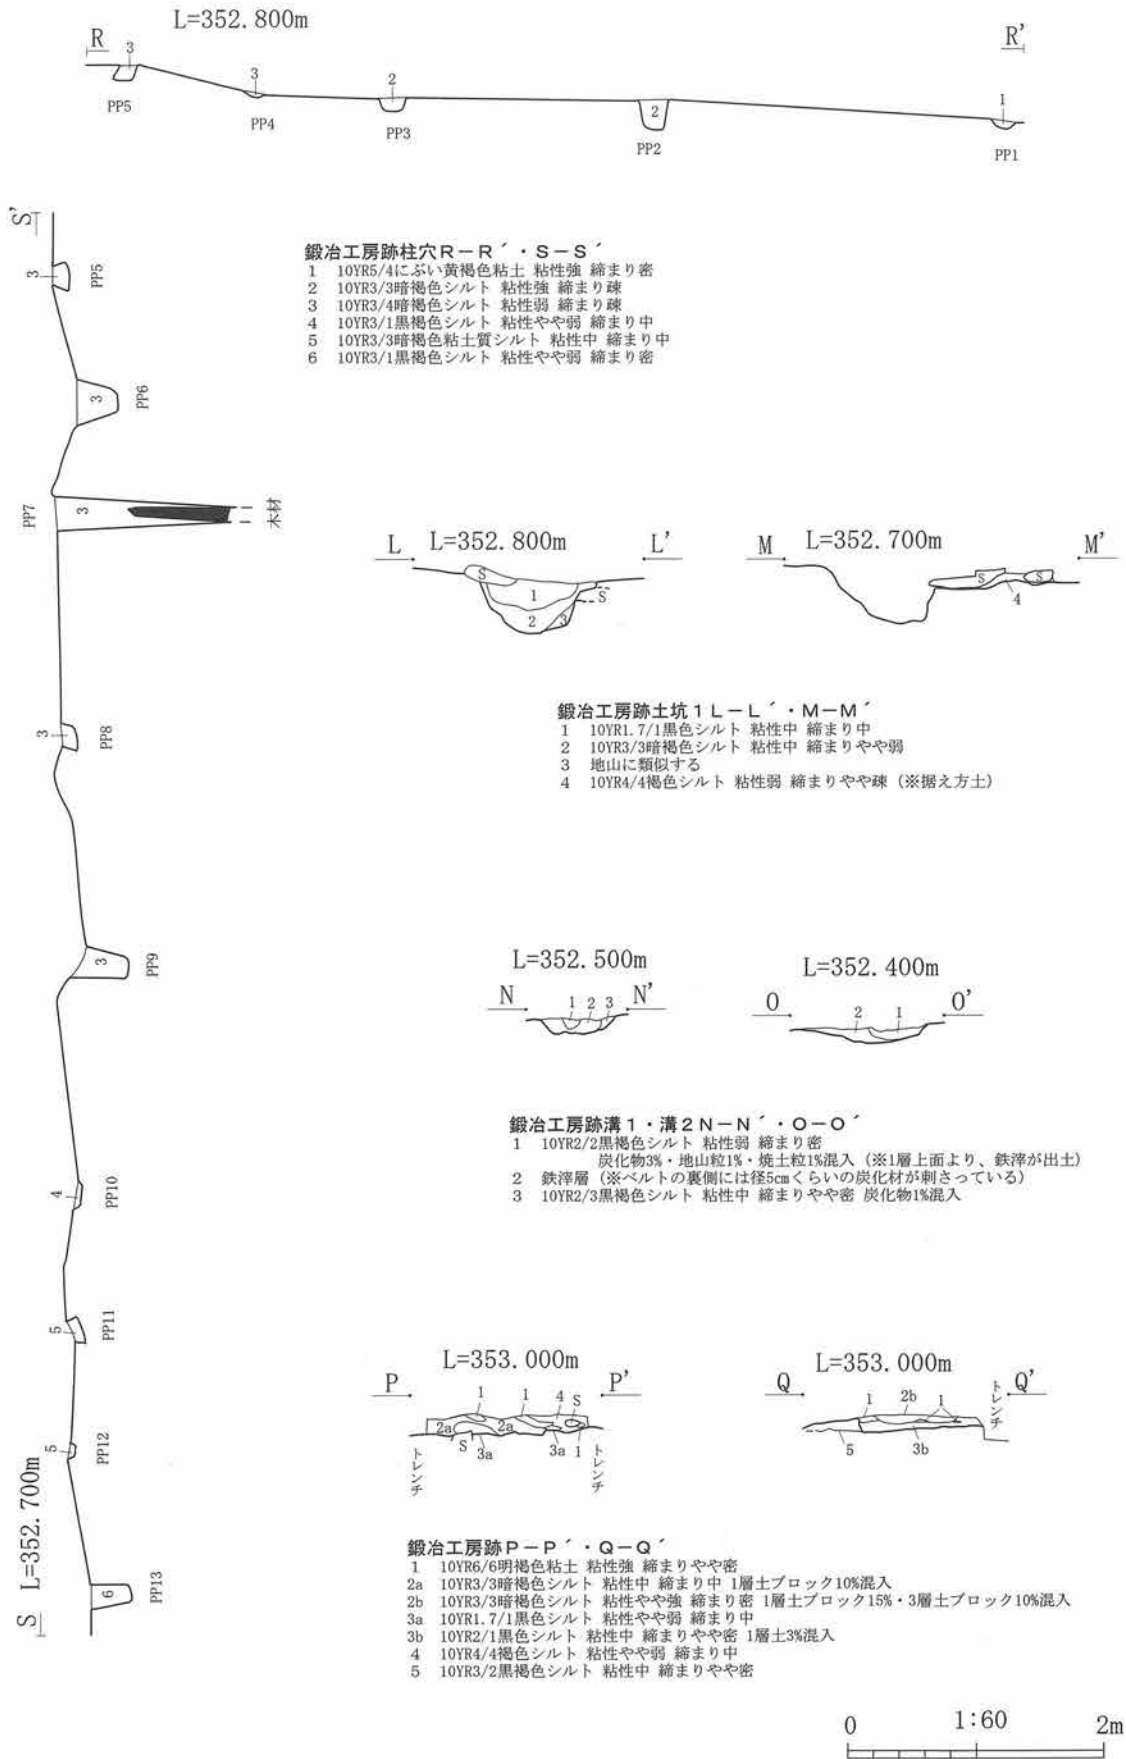 L=352.800m
R R'
3 3 2 2 1
PP5 PP4 PP3 PP2 PP1
S'
3 PP5
3 PP6
PP7 3 木材
3 PP8
3 PP9
4 PP10
5 PP11
5 PP12
6 PP13
S L=352.700m
鍛冶工房跡柱穴R－R´・S－S´
1 10YR5/4にぶい黄褐色粘土 粘性強 締まり密
2 10YR3/3暗褐色シルト 粘性強 締まり疎
3 10YR3/4暗褐色シルト 粘性弱 締まり疎
4 10YR3/1黒褐色シルト 粘性やや弱 締まり中
5 10YR3/3暗褐色粘土質シルト 粘性中 締まり中
6 10YR3/1黒褐色シルト 粘性やや弱 締まり密
L L=352.800m L'
S 1 S 2 3
M L=352.700m M'
S S 4
鍛冶工房跡土坑1L－L´・M－M´
1 10YR1.7/1黒色シルト 粘性中 締まり中
2 10YR3/3暗褐色シルト 粘性中 締まりやや弱
3 地山に類似する
4 10YR4/4褐色シルト 粘性弱 締まりやや疎（※据え方土）
L=352.500m
N 1 2 3 N'
L=352.400m
O 2 1 O'
鍛冶工房跡溝1・溝2N－N´・O－O´
1 10YR2/2黒褐色シルト 粘性弱 締まり密
炭化物3%・地山粒1%・焼土粒1%混入（※1層上面より、鉄滓が出土）
2 鉄滓層（※ベルトの裏側には径5cmくらいの炭化材が刺さっている）
3 10YR2/3黒褐色シルト 粘性中 締まりやや密 炭化物1%混入
L=353.000m
P P'
1 1 4 S
2a 2a
S 3a 3a 1
トレンチ トレンチ
L=353.000m
Q Q'
1 2b 1
5 3b
トレンチ
鍛冶工房跡P－P´・Q－Q´
1 10YR6/6明褐色粘土 粘性強 締まりやや密
2a 10YR3/3暗褐色シルト 粘性中 締まり中 1層土ブロック10%混入
2b 10YR3/3暗褐色シルト 粘性やや強 締まり密 1層土ブロック15%・3層土ブロック10%混入
3a 10YR1.7/1黒色シルト 粘性やや弱 締まり中
3b 10YR2/1黒色シルト 粘性中 締まりやや密 1層土3%混入
4 10YR4/4褐色シルト 粘性やや弱 締まり中
5 10YR3/2黒褐色シルト 粘性中 締まりやや密
0 1:60 2m